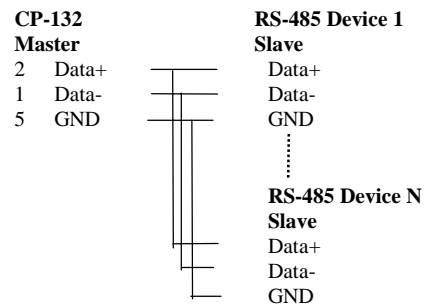 CP-132 RS-485 Device 1
Master Slave
2 Data+ Data+
1 Data- Data-
5 GND GND
RS-485 Device N
Slave
Data+
Data-
GND